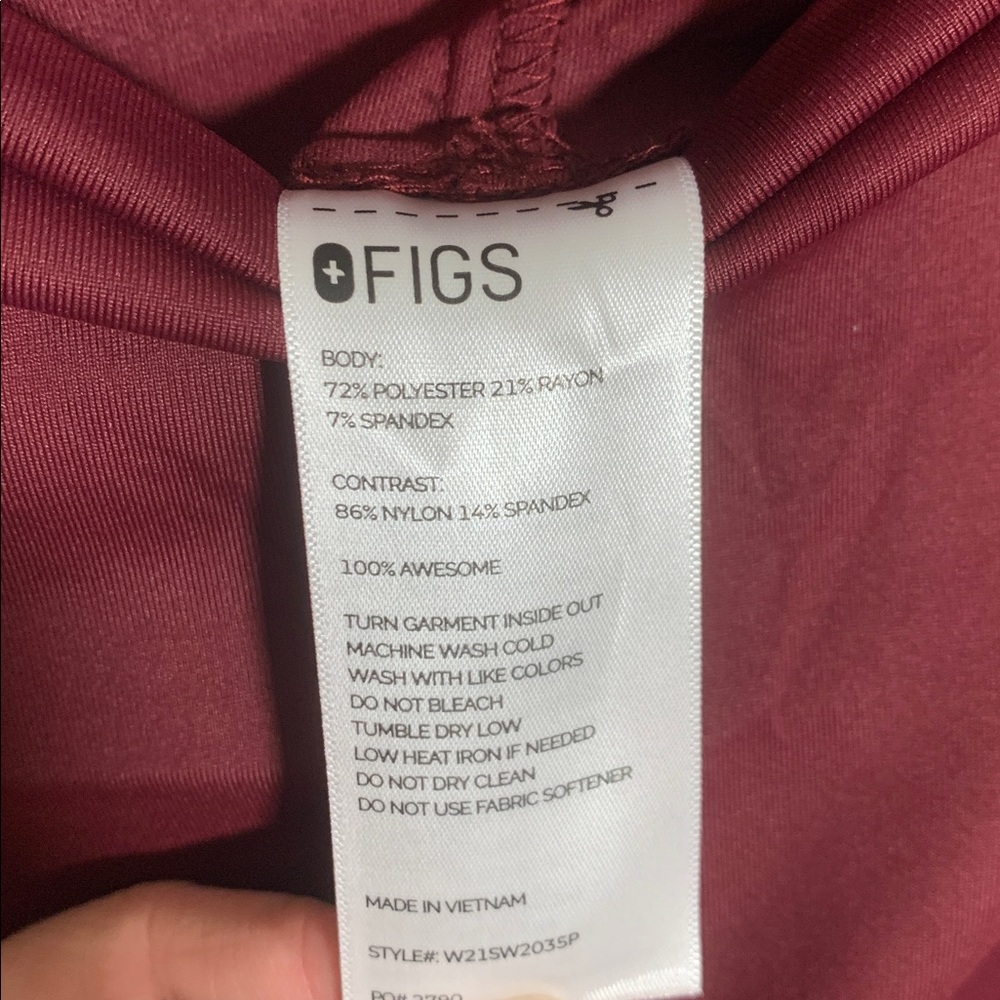 FIGS
BODY:
72% POLYESTER 21% RAYON
7% SPANDEX
CONTRAST:
86% NYLON 14% SPANDEX
100% AWESOME
TURN GARMENT INSIDE OUT
MACHINE WASH COLD
WASH WITH LIKE COLORS
DO NOT BLEACH
TUMBLE DRY LOW
LOW HEAT IRON IF NEEDED
DO NOT DRY CLEAN
DO NOT USE FABRIC SOFTENER
MADE IN VIETNAM
STYLE#: W21SW2035P
PO#